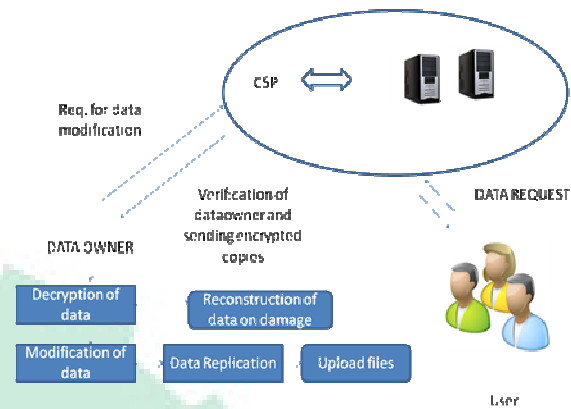 CSP
Req. for data
modification
Verification of
dataowner and
sending encrypted
copies
DATA REQUEST
DATA OWNER
Decryption of
data
Reconstruction of
data on damage
Modification of
data
Data Replication
Upload files
User